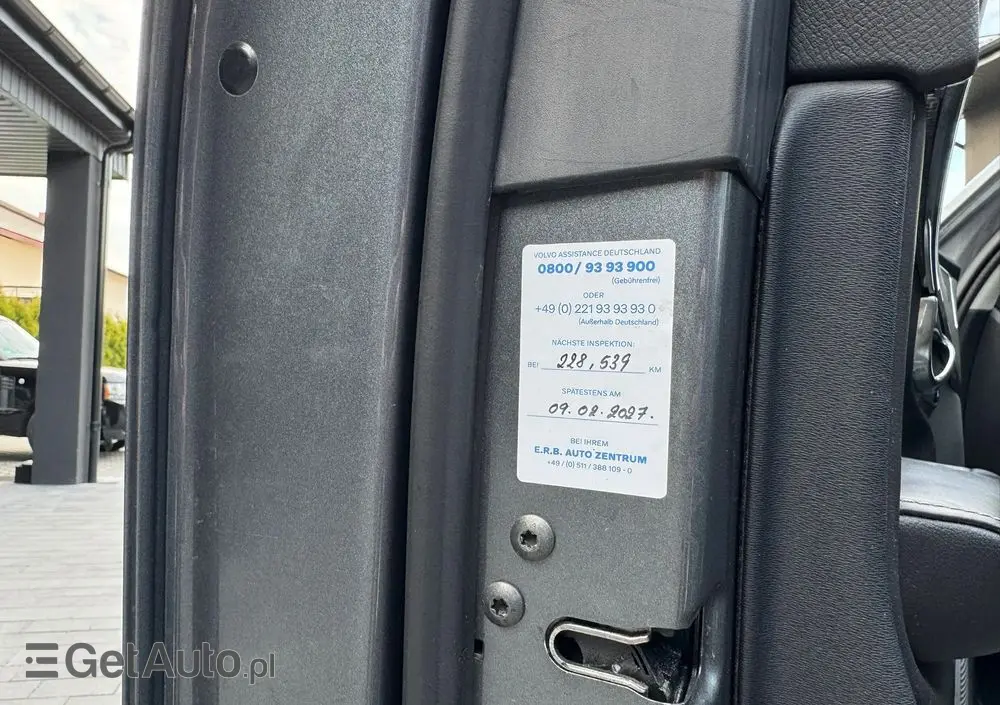 VOLVO ASSISTANCE DEUTSCHLAND
0800/ 93 93 900
(Gebührenfrei)
ODER
+49 (0) 221 93 93 93 0
(Außerhalb Deutschland)
NÄCHSTE INSPEKTION:
BEI 228,539 KM
SPÄTESTENS AM
09.02.2027.
BEI IHREM
E.R.B. AUTO ZENTRUM
+49 / (0) 511 / 388 109 - 0
GetAuto.pl